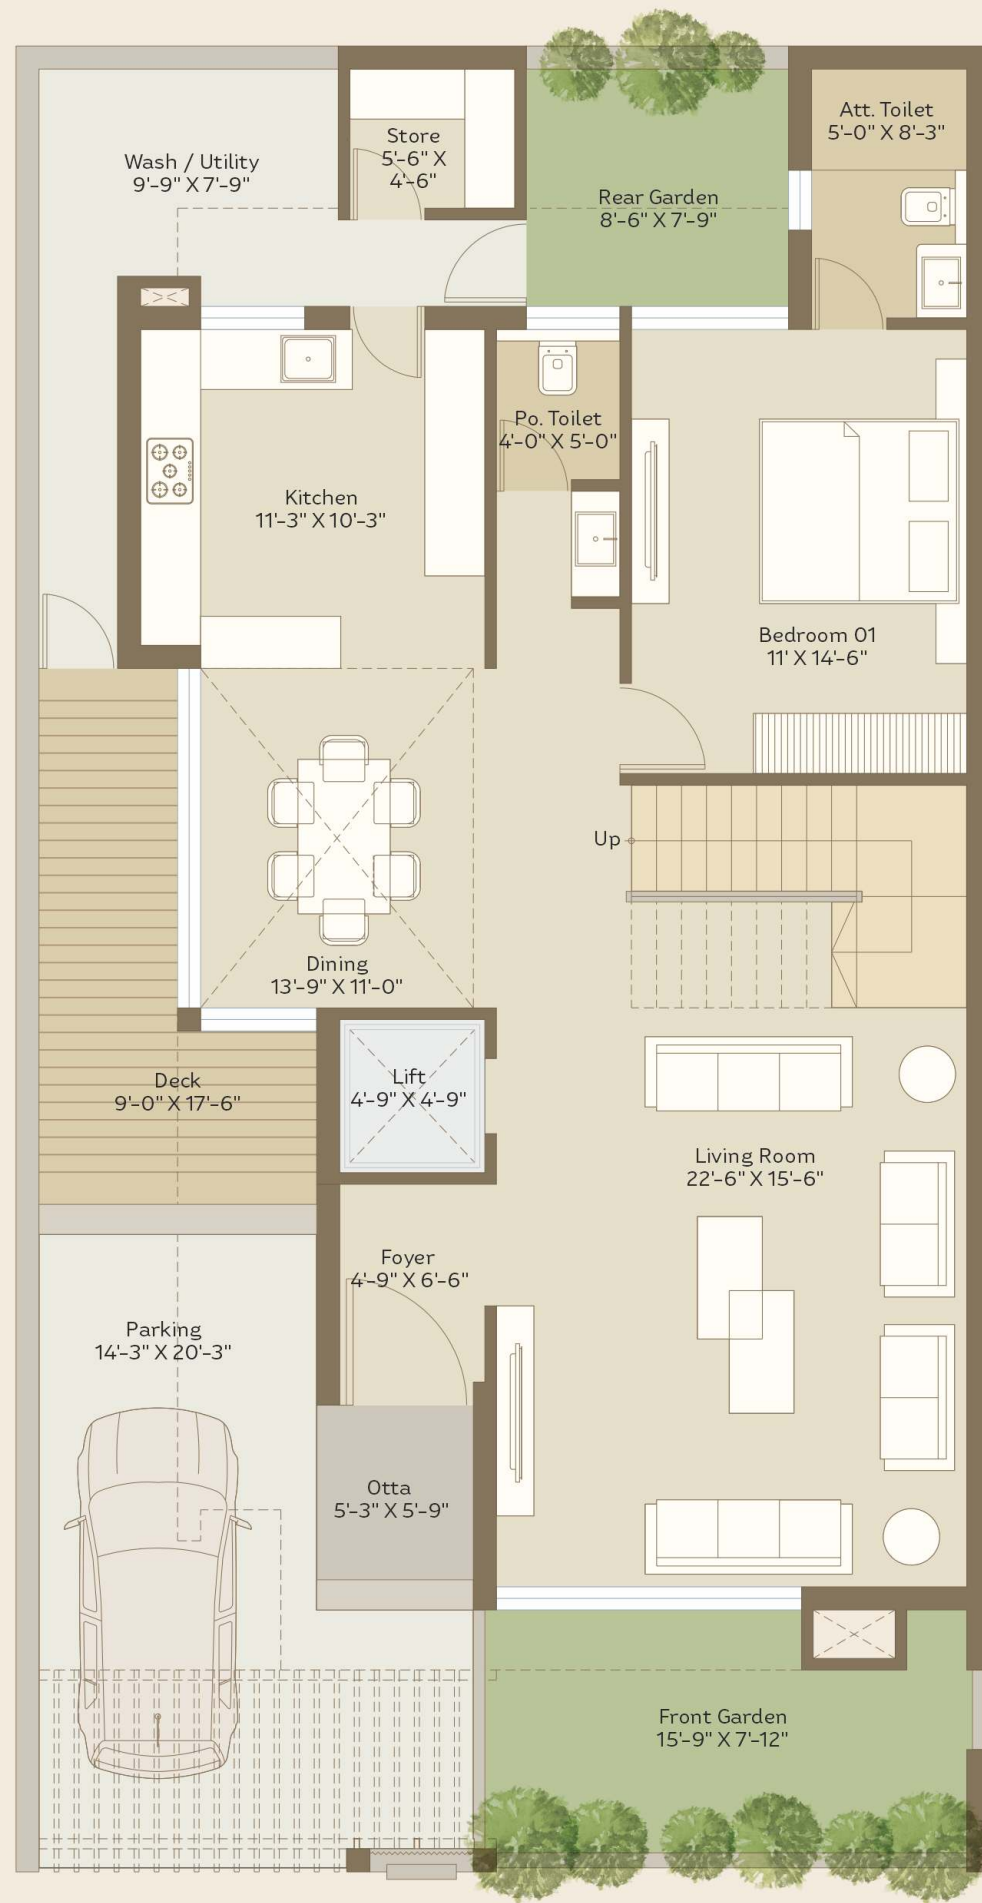 Att. Toilet
5'-0" X 8'-3"
Store
5'-6" X
4'-6"
Wash / Utility
9'-9" X 7'-9"
Rear Garden
8'-6" X 7'-9"
Po. Toilet
4'-0" X 5'-0"
Kitchen
11'-3" X 10'-3"
Bedroom 01
11' X 14'-6"
Up
Dining
13'-9" X 11'-0"
Deck
9'-0" X 17'-6"
Lift
4'-9" X 4'-9"
Living Room
22'-6" X 15'-6"
Foyer
4'-9" X 6'-6"
Parking
14'-3" X 20'-3"
Otta
5'-3" X 5'-9"
Front Garden
15'-9" X 7'-12"